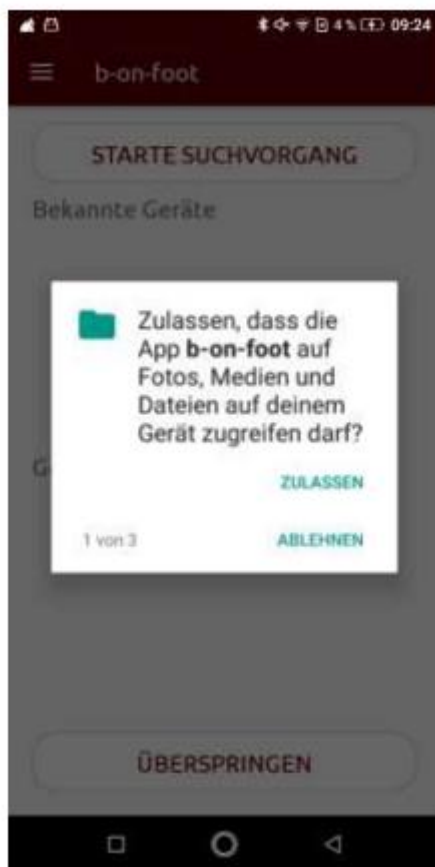 4 % 09:24
b-on-foot
STARTE SUCHVORGANG
Bekannte Geräte
Zulassen, dass die
App b-on-foot auf
Fotos, Medien und
Dateien auf deinem
Gerät zugreifen darf?
G
ZULASSEN
1 von 3 ABLEHNEN
ÜBERSPRINGEN